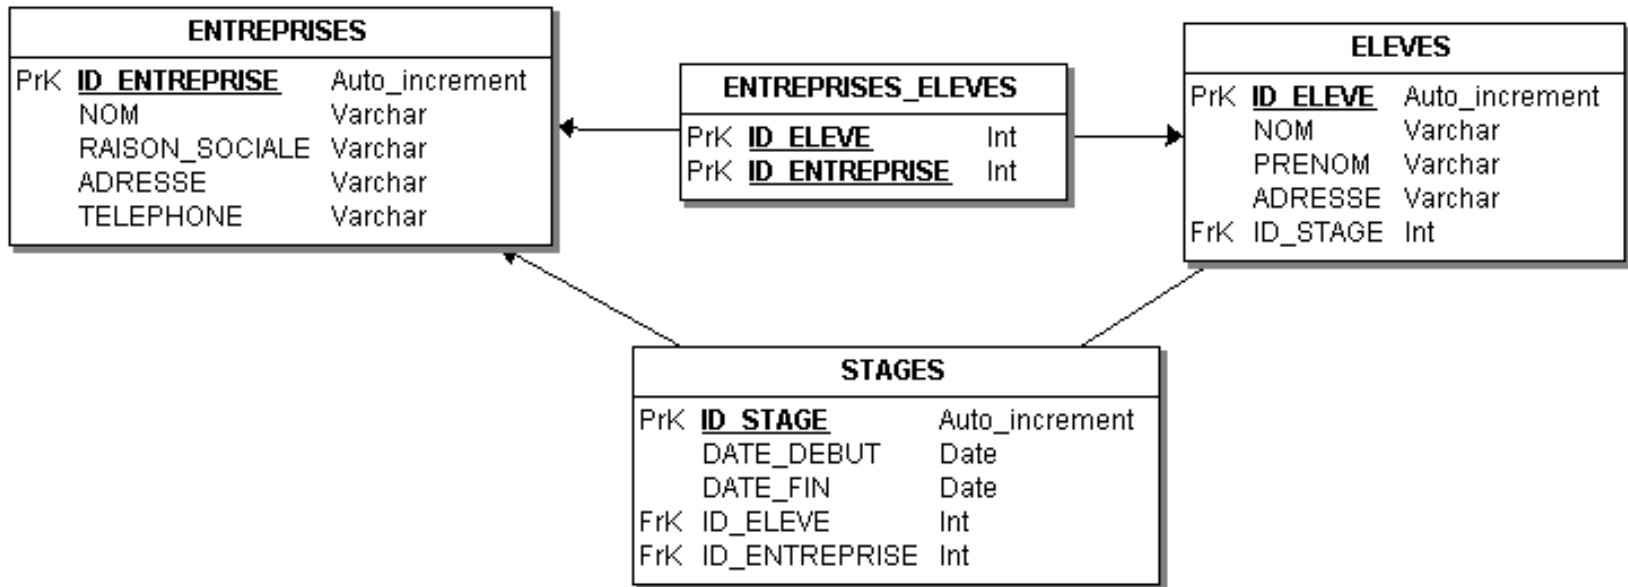 ENTREPRISES
PrK ID_ENTREPRISE Auto_increment
NOM Varchar
RAISON_SOCIALE Varchar
ADRESSE Varchar
TELEPHONE Varchar
ENTREPRISES_ELEVES
PrK ID_ELEVE Int
PrK ID_ENTREPRISE Int
ELEVES
PrK ID_ELEVE Auto_increment
NOM Varchar
PRENOM Varchar
ADRESSE Varchar
FrK ID_STAGE Int
STAGES
PrK ID_STAGE Auto_increment
DATE_DEBUT Date
DATE_FIN Date
FrK ID_ELEVE Int
FrK ID_ENTREPRISE Int